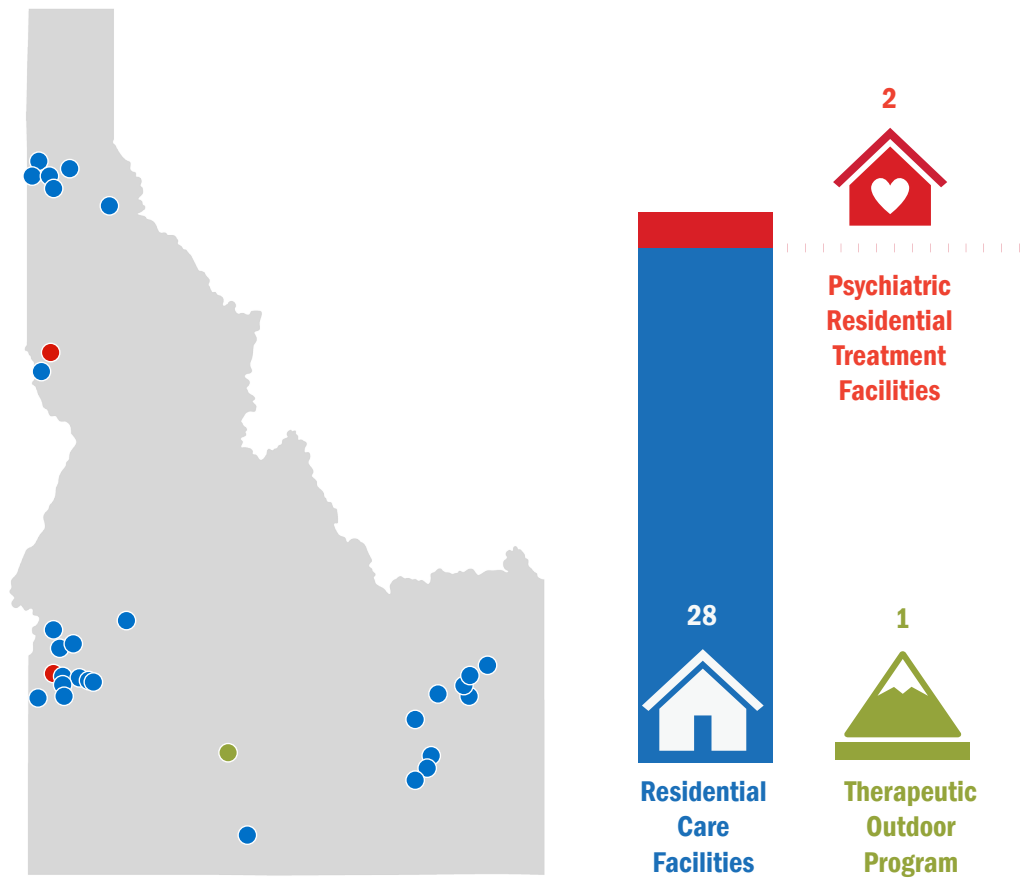 2
Psychiatric
Residential
Treatment
Facilities
28
1
Residential
Care
Facilities
Therapeutic
Outdoor
Program